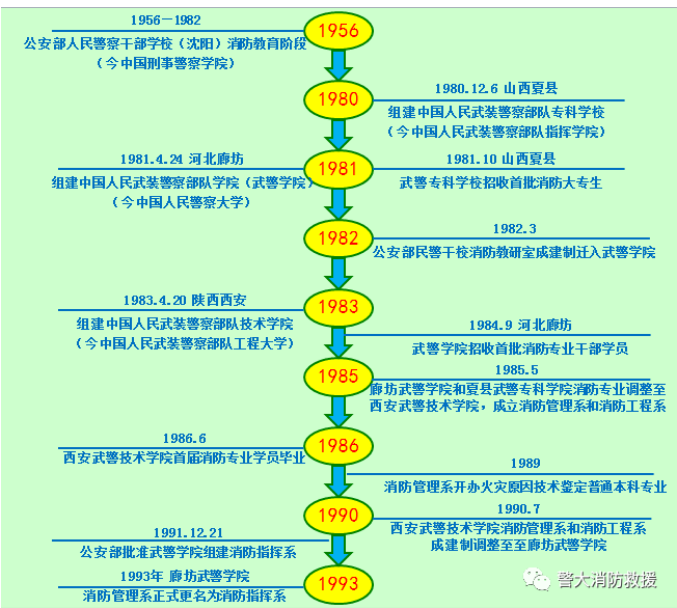 1956－1982
公安部人民警察干部学校（沈阳）消防教育阶段
（今中国刑事警察学院）
1956
1980
1980.12.6 山西夏县
组建中国人民武装警察部队专科学校
（今中国人民武装警察部队指挥学院）
1981.4.24 河北廊坊
组建中国人民武装警察部队学院（武警学院）
（今中国人民警察大学）
1981
1981.10 山西夏县
武警专科学校招收首批消防大专生
1982
1982.3
公安部民警干校消防教研室成建制迁入武警学院
1983.4.20 陕西西安
组建中国人民武装警察部队技术学院
（今中国人民武装警察部队工程大学）
1983
1984.9 河北廊坊
武警学院招收首批消防专业干部学员
1985
1985.5
廊坊武警学院和夏县武警专科学院消防专业调整至
西安武警技术学院，成立消防管理系和消防工程系
1986.6
西安武警技术学院首届消防专业学员毕业
1986
1989
消防管理系开办火灾原因技术鉴定普通本科专业
1990
1990.7
西安武警技术学院消防管理系和消防工程系
成建制调整至至廊坊武警学院
1991.12.21
公安部批准武警学院组建消防指挥系
1993年 廊坊武警学院
消防管理系正式更名为消防指挥系
1993
警大消防救援